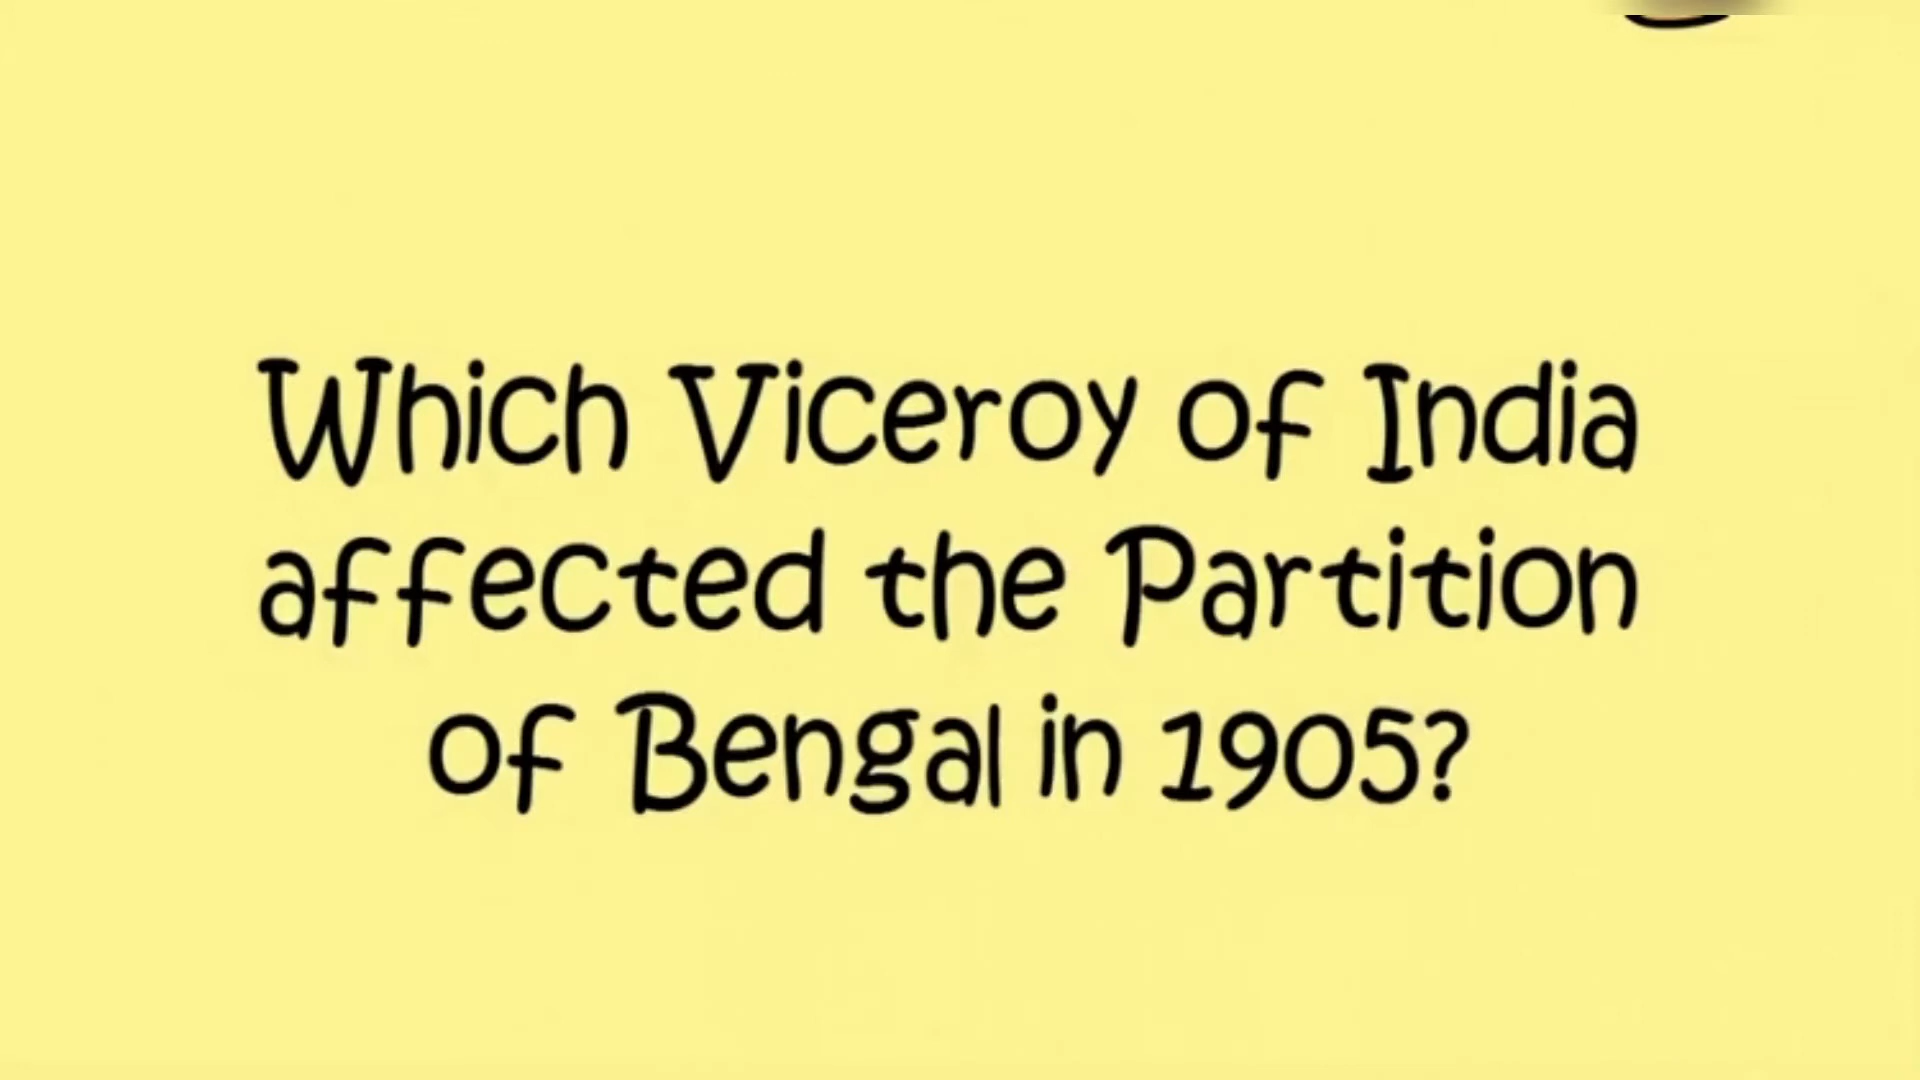 Which Viceroy of India
affected the Partition
of Bengal in 1905?